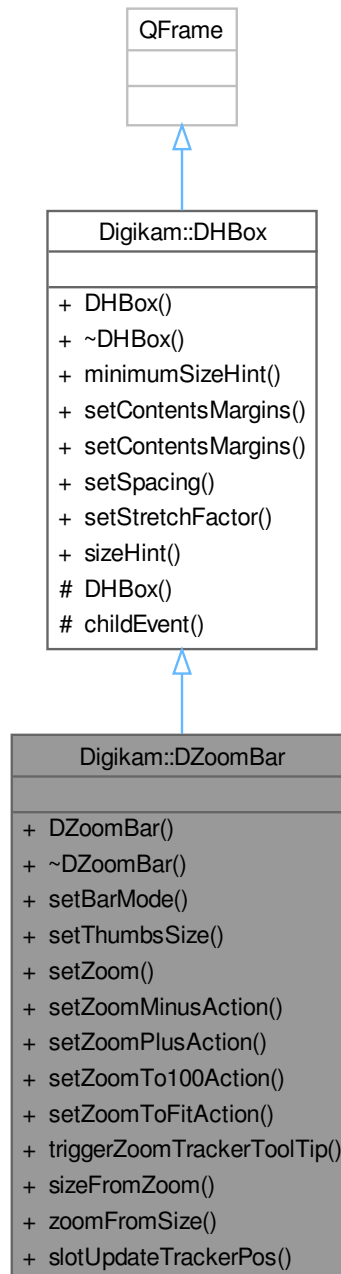 QFrame
Digikam::DHBox
+ DHBox()
+ ~DHBox()
+ minimumSizeHint()
+ setContentsMargins()
+ setContentsMargins()
+ setSpacing()
+ setStretchFactor()
+ sizeHint()
# DHBox()
# childEvent()
Digikam::DZoomBar
+ DZoomBar()
+ ~DZoomBar()
+ setBarMode()
+ setThumbsSize()
+ setZoom()
+ setZoomMinusAction()
+ setZoomPlusAction()
+ setZoomTo100Action()
+ setZoomToFitAction()
+ triggerZoomTrackerToolTip()
+ sizeFromZoom()
+ zoomFromSize()
+ slotUpdateTrackerPos()